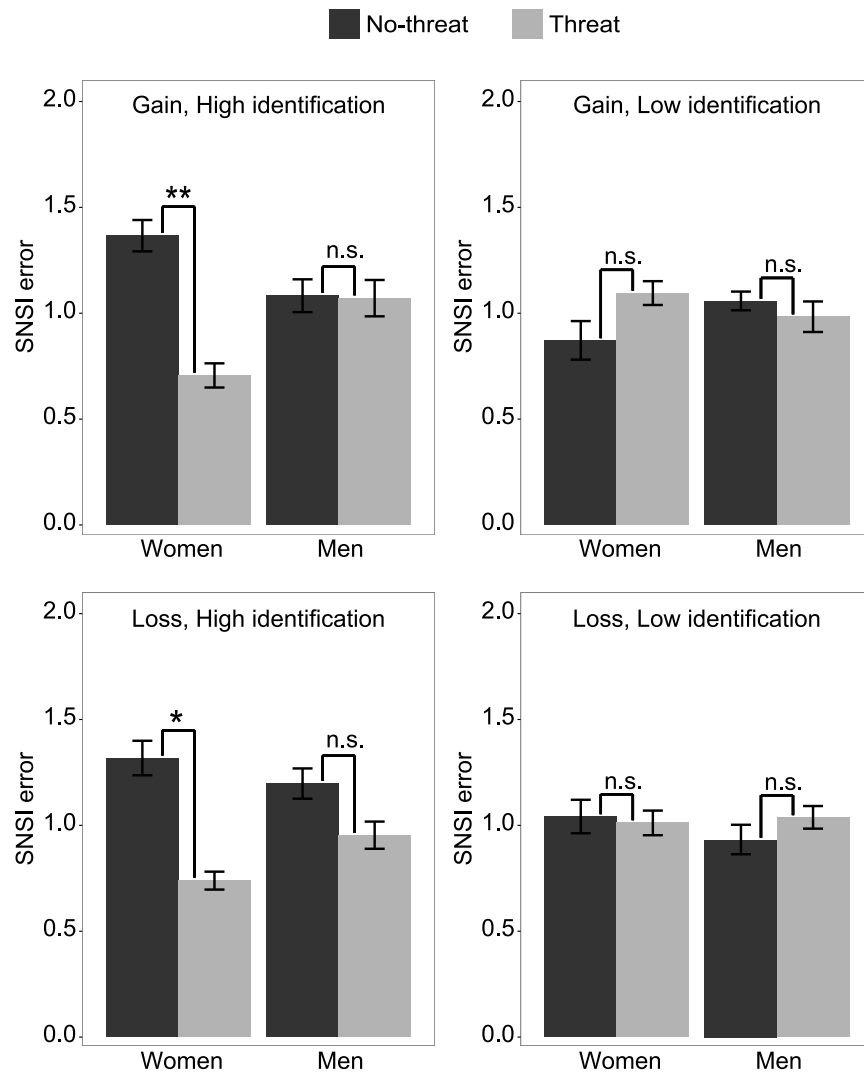 No-threat Threat
Gain, High identification
SNSI error
2.0
1.5
1.0
0.5
0.0
**
n.s.
Women Men
Gain, Low identification
SNSI error
2.0
1.5
1.0
0.5
0.0
n.s.
n.s.
Women Men
Loss, High identification
SNSI error
2.0
1.5
1.0
0.5
0.0
*
n.s.
Women Men
Loss, Low identification
SNSI error
2.0
1.5
1.0
0.5
0.0
n.s.
n.s.
Women Men